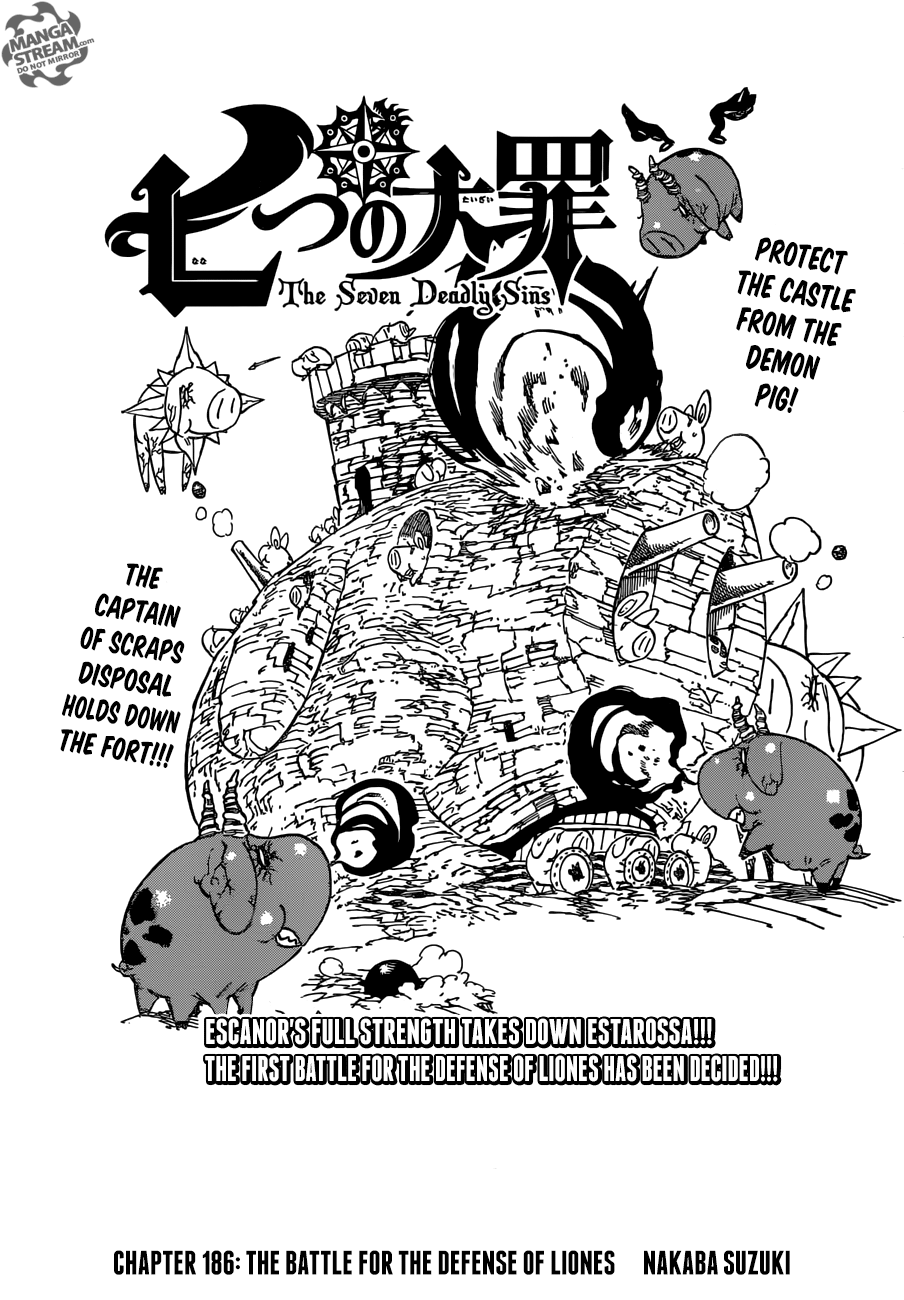 MANGA
STREAM.com
DO NOT MIRROR
七つの大罪
なな
たいざい
The Seven Deadly Sins
PROTECT
THE CASTLE
FROM THE
DEMON
PIG!
THE
CAPTAIN
OF SCRAPS
DISPOSAL
HOLDS DOWN
THE FORT!!!
ESCANOR'S FULL STRENGTH TAKES DOWN ESTAROSSA!!!
THE FIRST BATTLE FOR THE DEFENSE OF LIONES HAS BEEN DECIDED!!!
CHAPTER 186: THE BATTLE FOR THE DEFENSE OF LIONES NAKABA SUZUKI